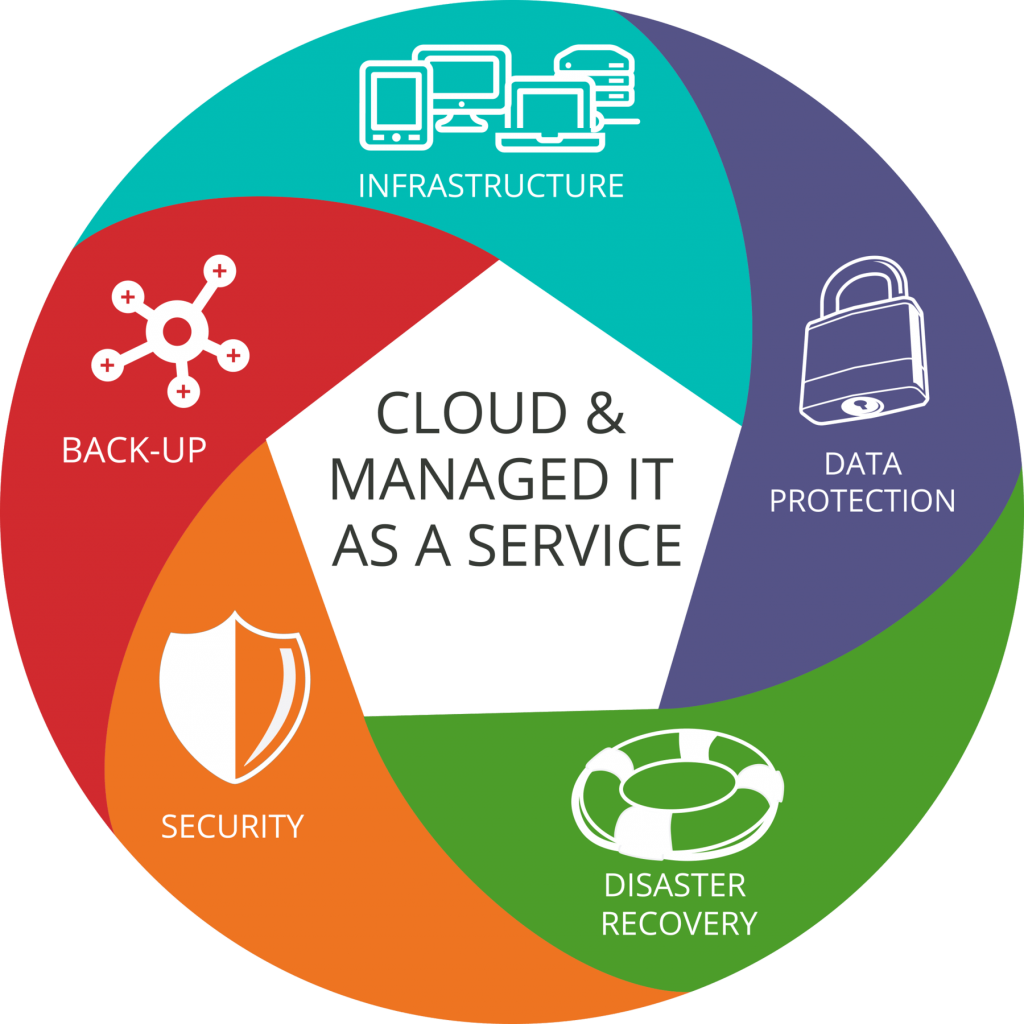 INFRASTRUCTURE
DATA
PROTECTION
DISASTER
RECOVERY
SECURITY
BACK-UP
CLOUD &
MANAGED IT
AS A SERVICE